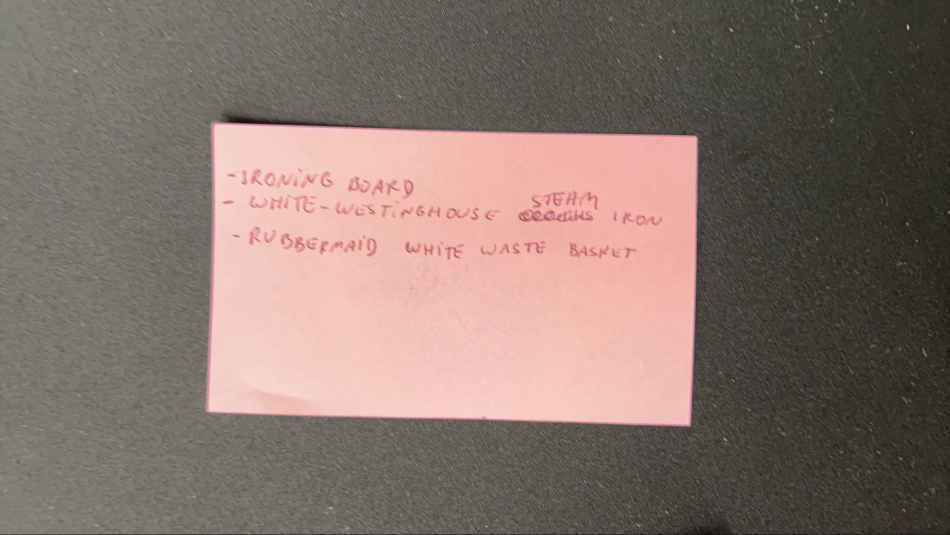 -IRONING BOARD
- WHITE-WESTINGHOUSE STEAM IRON
-RUBBERMAID WHITE WASTE BASKET